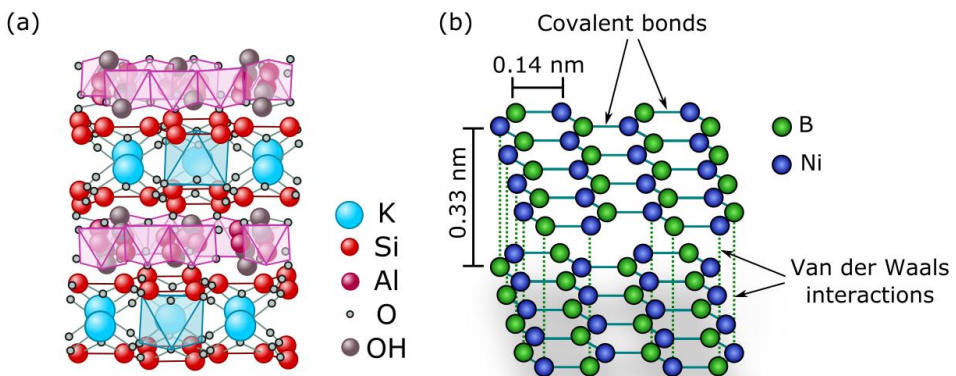 (a)
K
Si
Al
O
OH
(b)
Covalent bonds
0.14 nm
0.33 nm
B
Ni
Van der Waals
interactions